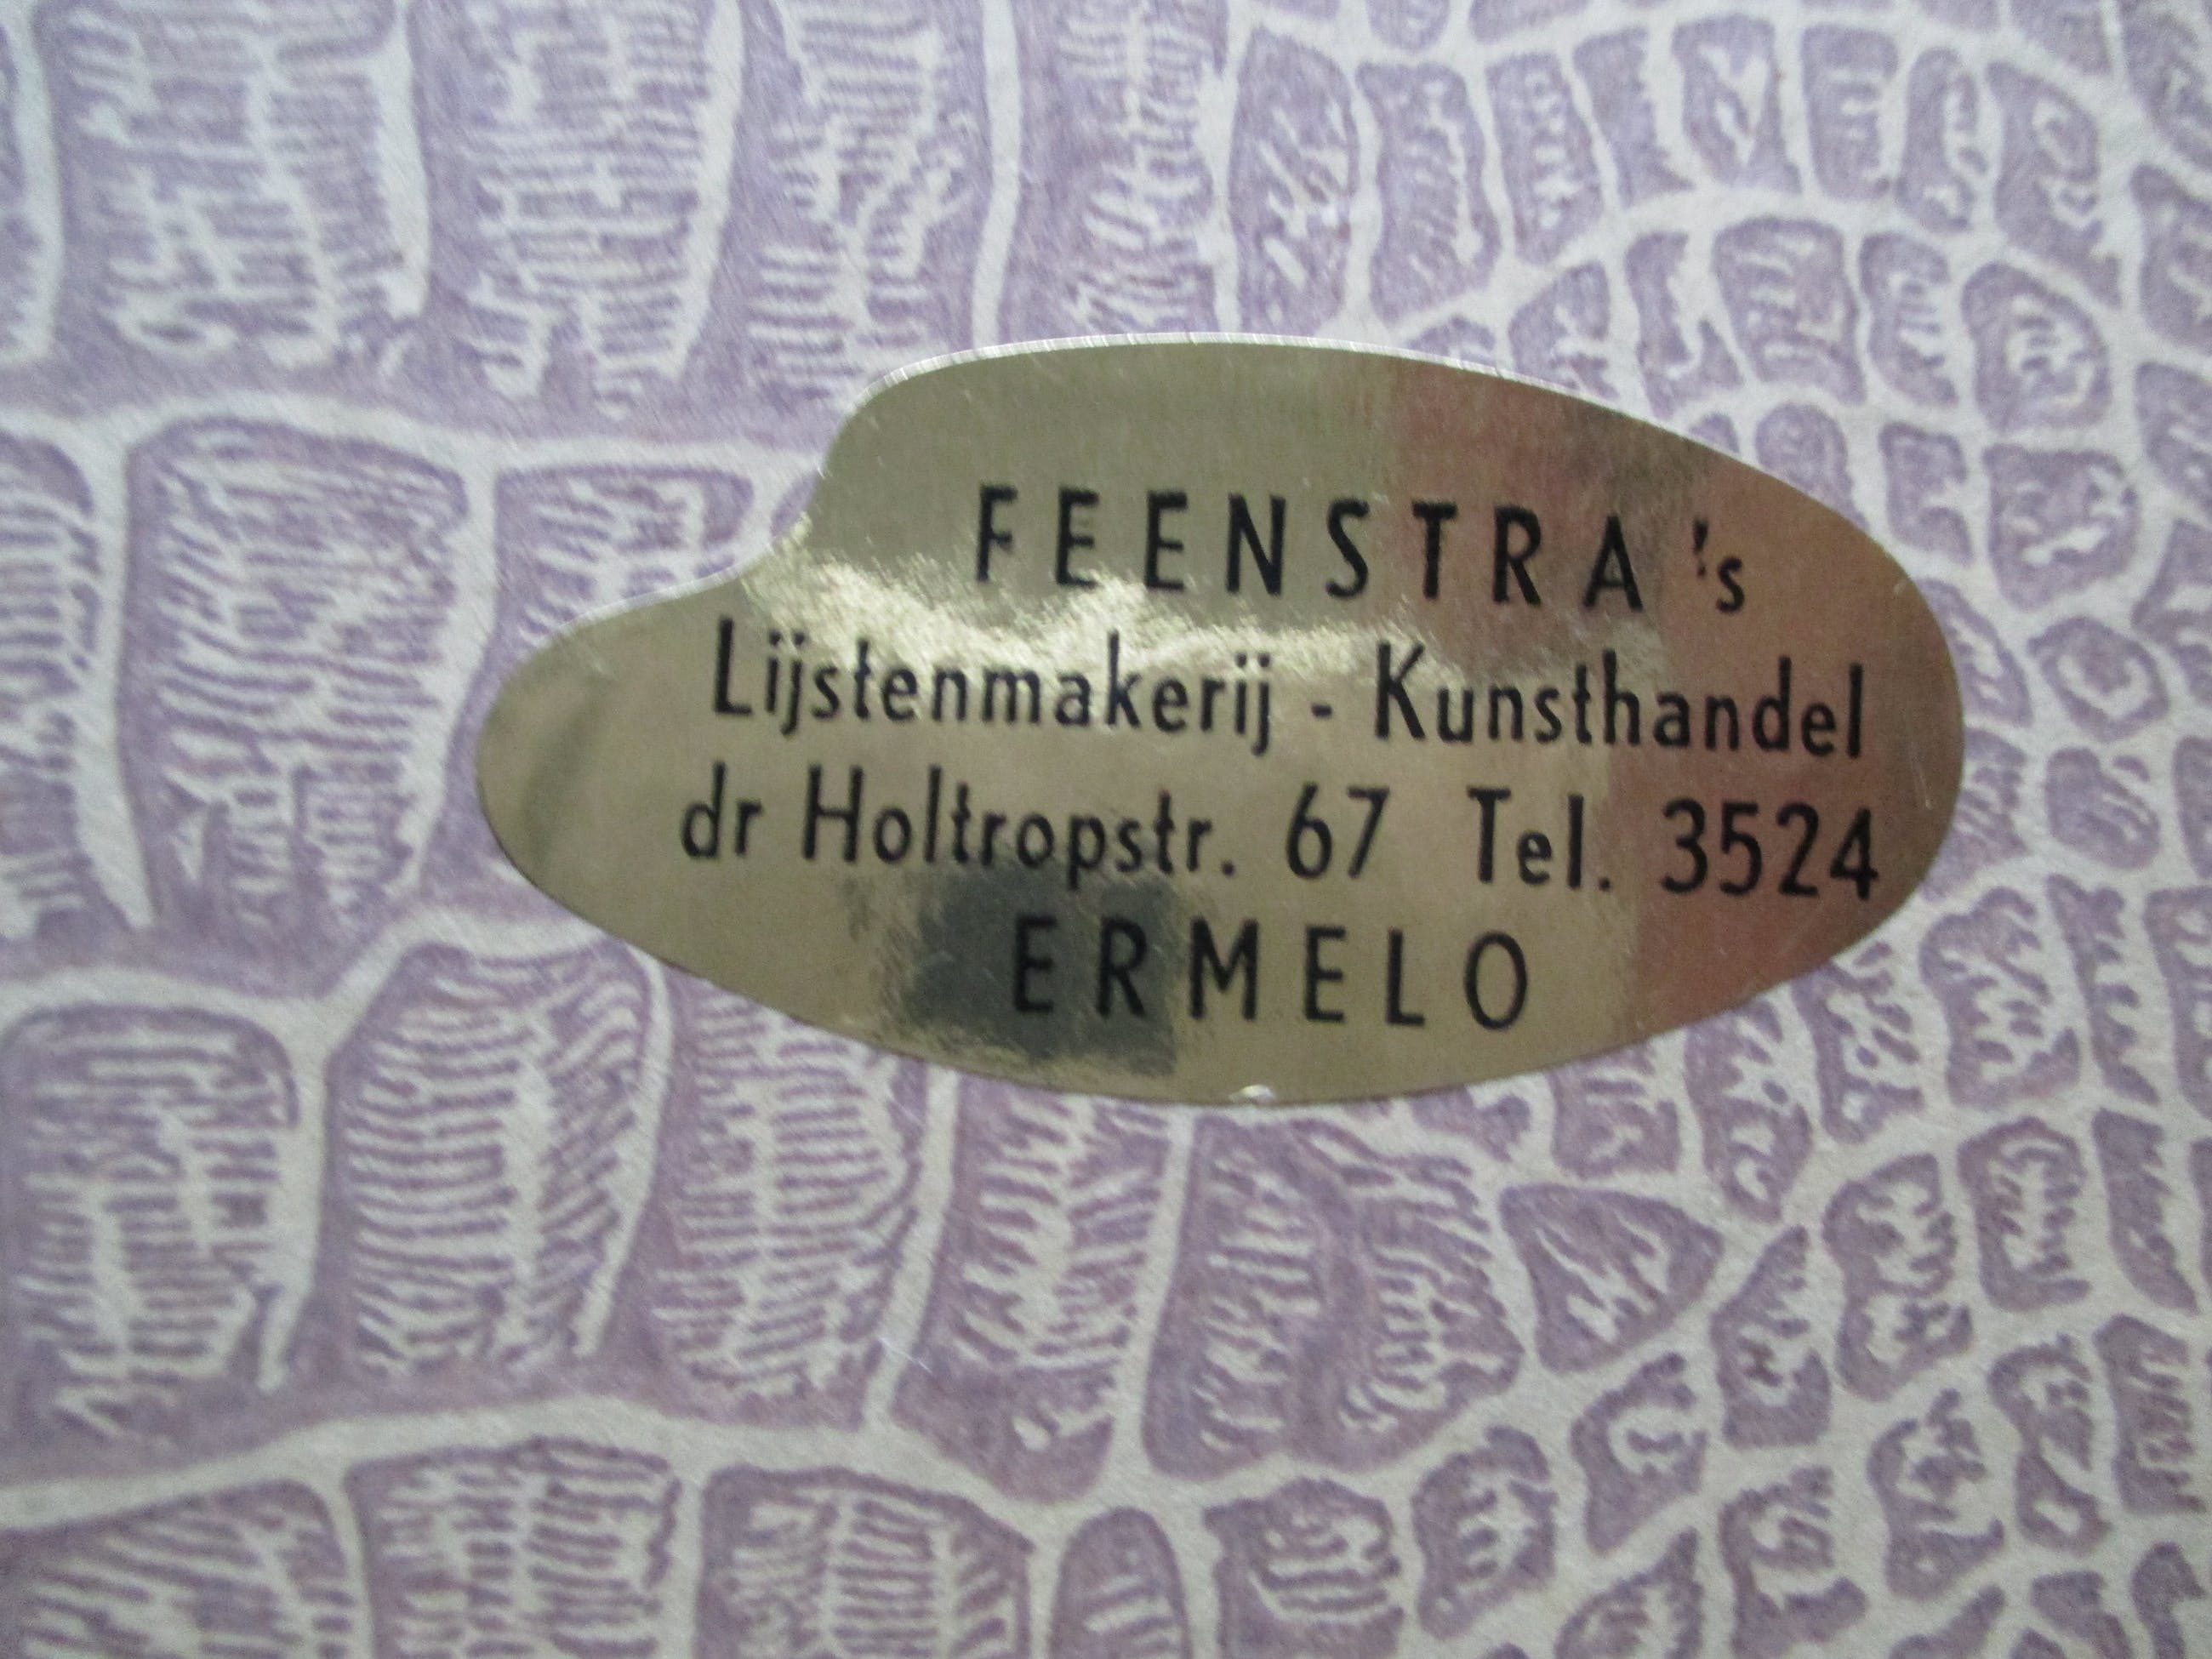 FEENSTRA's
Lijstenmakerij - Kunsthandel
dr Holtropstr. 67 Tel. 3524
ERMELO